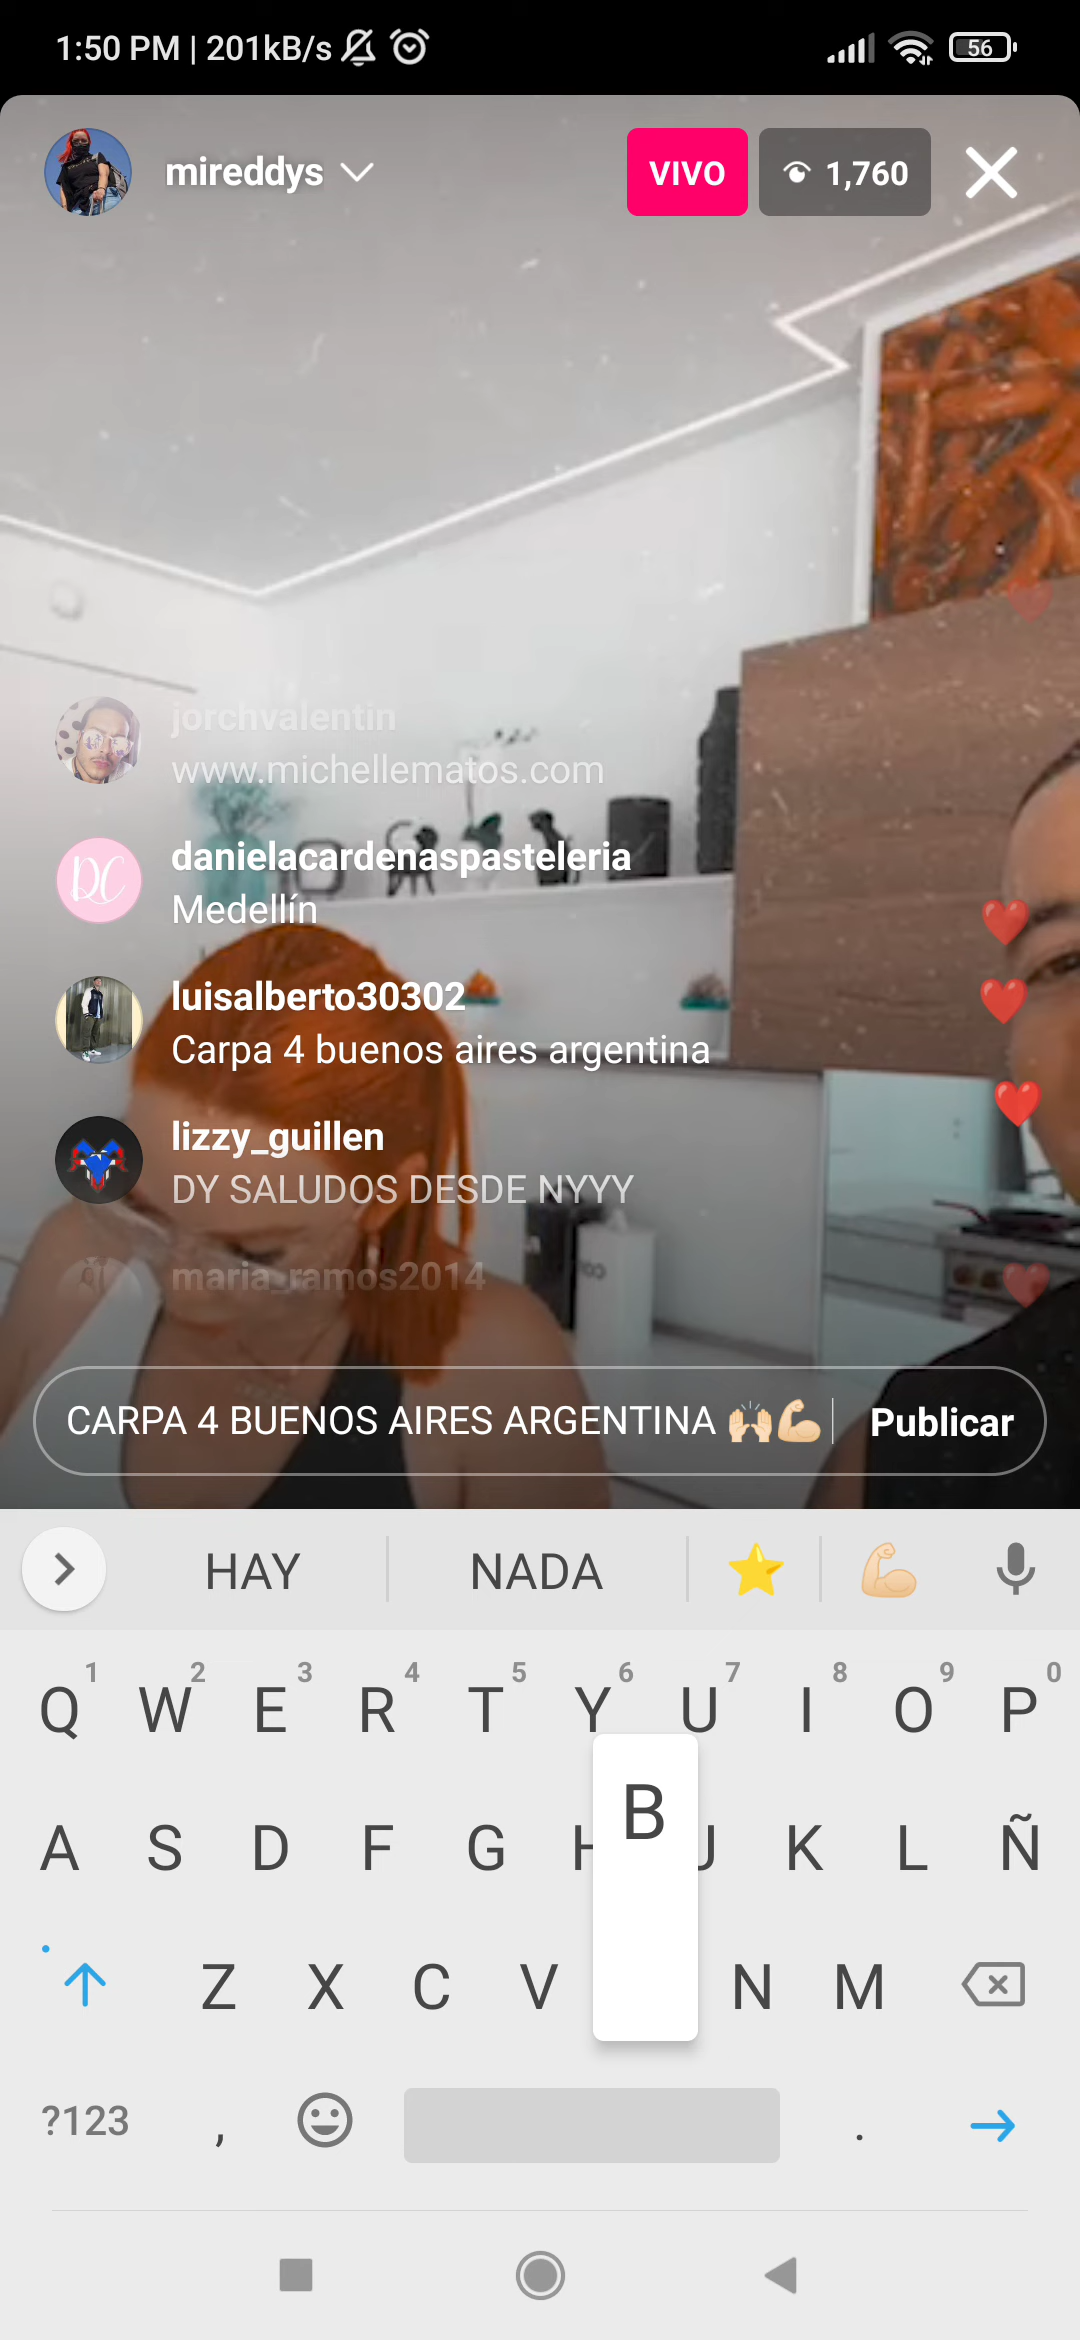 1:50 PM | 201kB/s
56
mireddys
VIVO
1,760
jorchvalentin
www.michellematos.com
DC
danielacardenaspasteleria
Medellín
luisalberto30302
Carpa 4 buenos aires argentina
lizzy_guillen
DY SALUDOS DESDE NYYY
maria_ramos2014
CARPA 4 BUENOS AIRES ARGENTINA 🙌🏻💪🏻
Publicar
HAY NADA ⭐ 💪🏻
1 2 3 4 5 6 7 8 9 0
Q W E R T Y U I O P
B
A S D F G H J K L Ñ
Z X C V N M
?123 , .